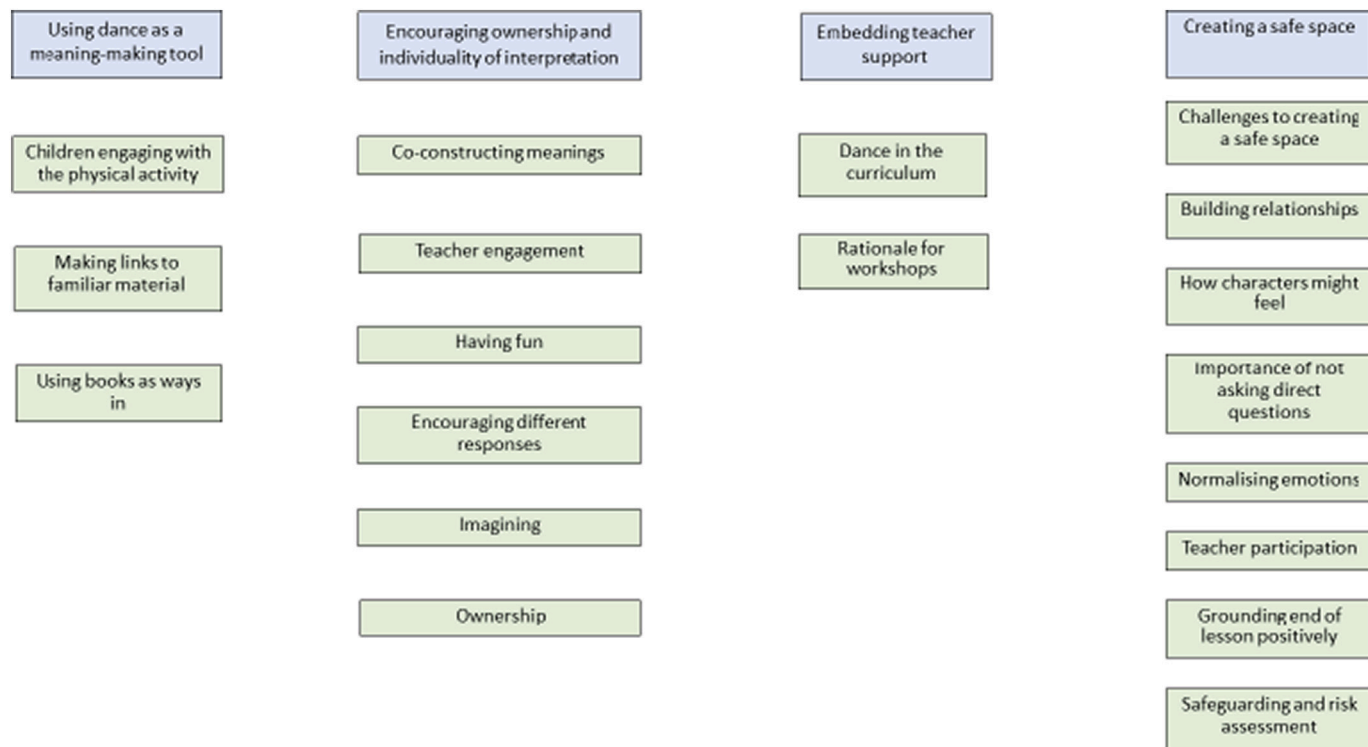 Using dance as a
meaning-making tool
Children engaging with
the physical activity
Making links to
familiar material
Using books as ways
in
Encouraging ownership and
individuality of interpretation
Co-constructing meanings
Teacher engagement
Having fun
Encouraging different
responses
Imagining
Ownership
Embedding teacher
support
Dance in the
curriculum
Rationale for
workshops
Creating a safe space
Challenges to creating
a safe space
Building relationships
How characters might
feel
Importance of not
asking direct
questions
Normalising emotions
Teacher participation
Grounding end of
lesson positively
Safeguarding and risk
assessment